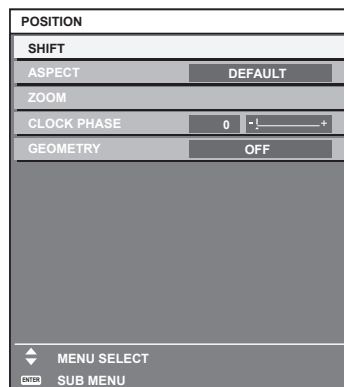 POSITION
SHIFT
ASPECT DEFAULT
ZOOM
CLOCK PHASE 0 - +
GEOMETRY OFF
MENU SELECT
ENTER SUB MENU